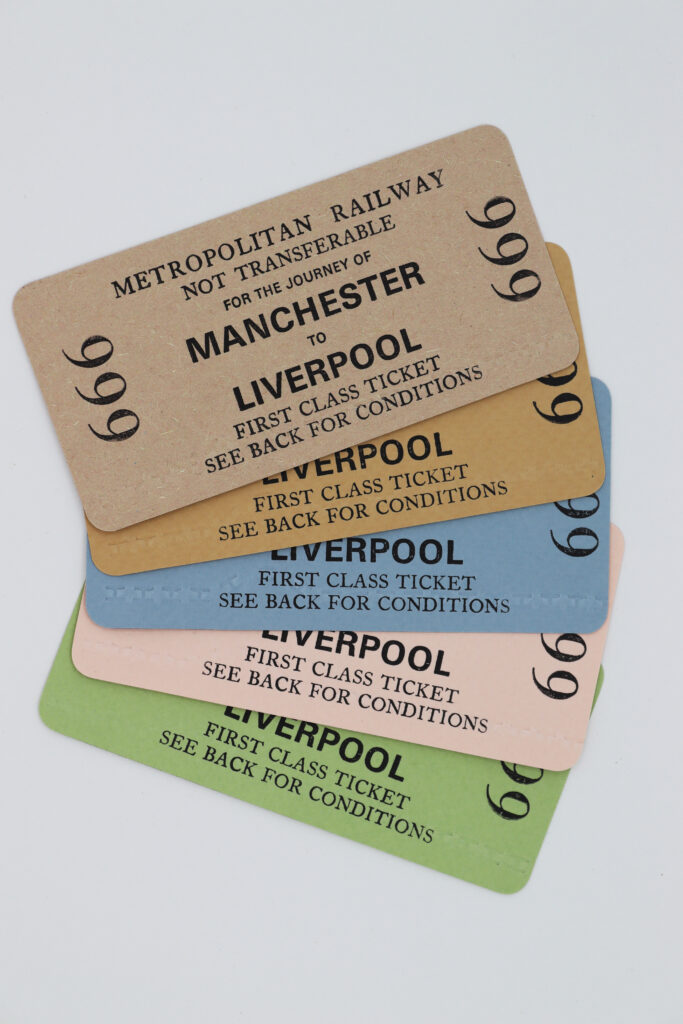 METROPOLITAN RAILWAY
NOT TRANSFERABLE
FOR THE JOURNEY OF
MANCHESTER
TO
LIVERPOOL
FIRST CLASS TICKET
SEE BACK FOR CONDITIONS
666
666
LIVERPOOL
FIRST CLASS TICKET
SEE BACK FOR CONDITIONS
LIVERPOOL
FIRST CLASS TICKET
SEE BACK FOR CONDITIONS
LIVERPOOL
FIRST CLASS TICKET
SEE BACK FOR CONDITIONS
LIVERPOOL
FIRST CLASS TICKET
SEE BACK FOR CONDITIONS